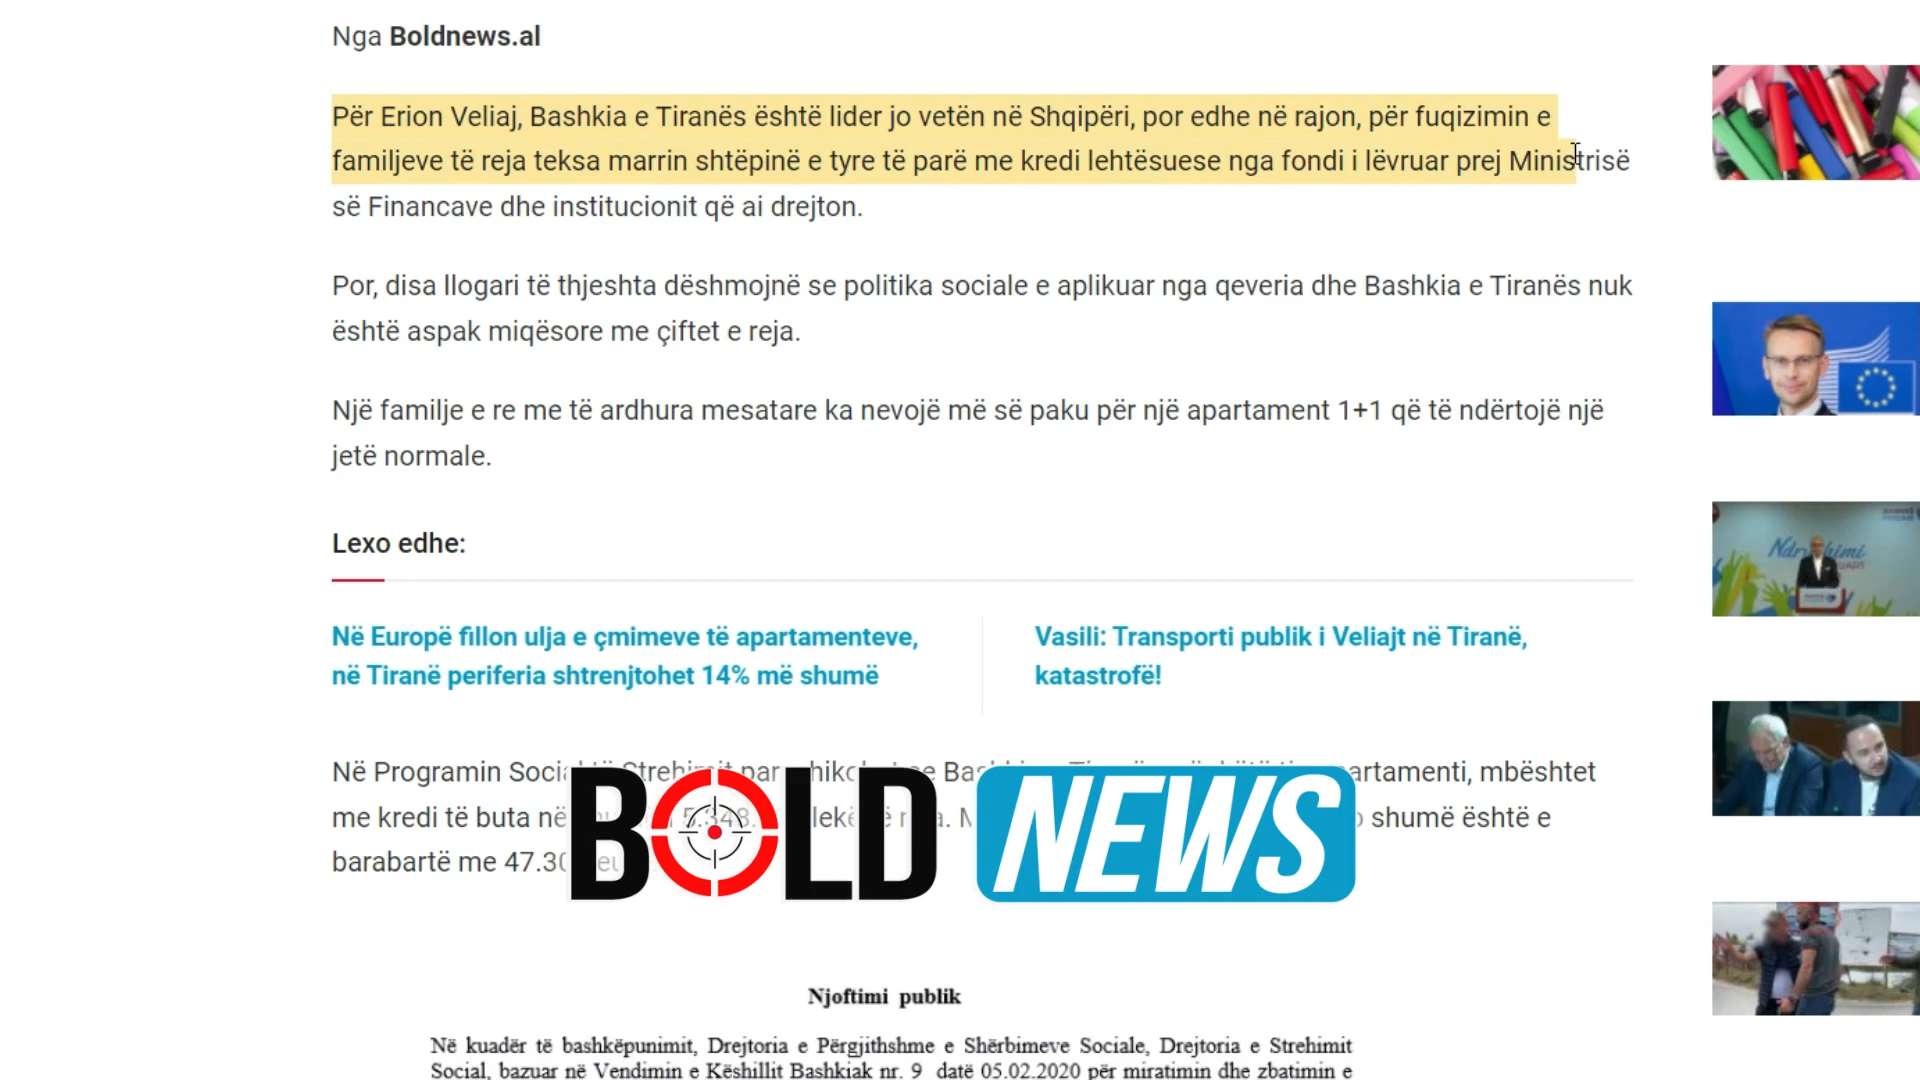 Nga Boldnews.al
Për Erion Veliaj, Bashkia e Tiranës është lider jo vetën në Shqipëri, por edhe në rajon, për fuqizimin e
familjeve të reja teksa marrin shtëpinë e tyre të parë me kredi lehtësuese nga fondi i lëvruar prej Ministrisë
së Financave dhe institucionit që ai drejton.
Por, disa llogari të thjeshta dëshmojnë se politika sociale e aplikuar nga qeveria dhe Bashkia e Tiranës nuk
është aspak miqësore me çiftet e reja.
Një familje e re me të ardhura mesatare ka nevojë më së paku për një apartament 1+1 që të ndërtojë një
jetë normale.
Lexo edhe:
Në Europë fillon ulja e çmimeve të apartamenteve,
në Tiranë periferia shtrenjtohet 14% më shumë
Vasili: Transporti publik i Veliajt në Tiranë,
katastrofë!
Në Programin Strehimit mbështet
me kredi të buta në shumë është e
barabartë me
BOLD NEWS
Njoftimi publik
Në kuadër të bashkëpunimit, Drejtoria e Përgjithshme e Shërbimeve Sociale, Drejtoria e Strehimit
Social, bazuar në Vendimin e Këshillit Bashkiak nr. 9 datë 05.02.2020 për miratimin dhe zbatimin e